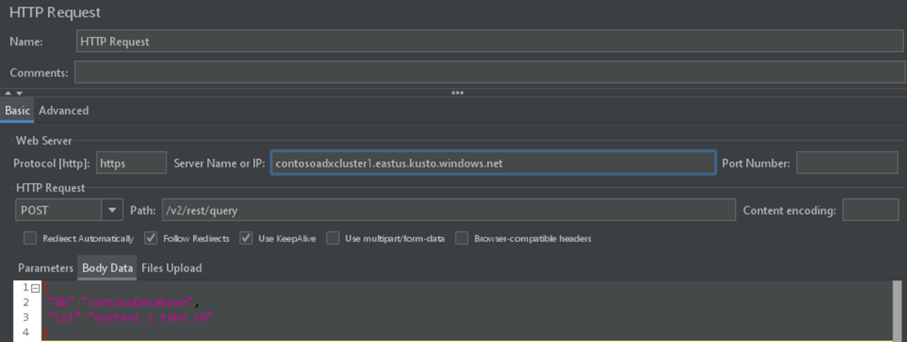 HTTP Request
Name: HTTP Request
Comments:
Basic Advanced
Web Server
Protocol [http]: https Server Name or IP: contosoadxcluster1.eastus.kusto.windows.net Port Number:
HTTP Request
POST Path: /v2/rest/query Content encoding:
Redirect Automatically Follow Redirects Use KeepAlive Use multipart/form-data Browser-compatible headers
Parameters Body Data Files Upload
1 {
2 "db":"contosoDatabase",
3 "csl":"nyctaxi | take 10"
4 }